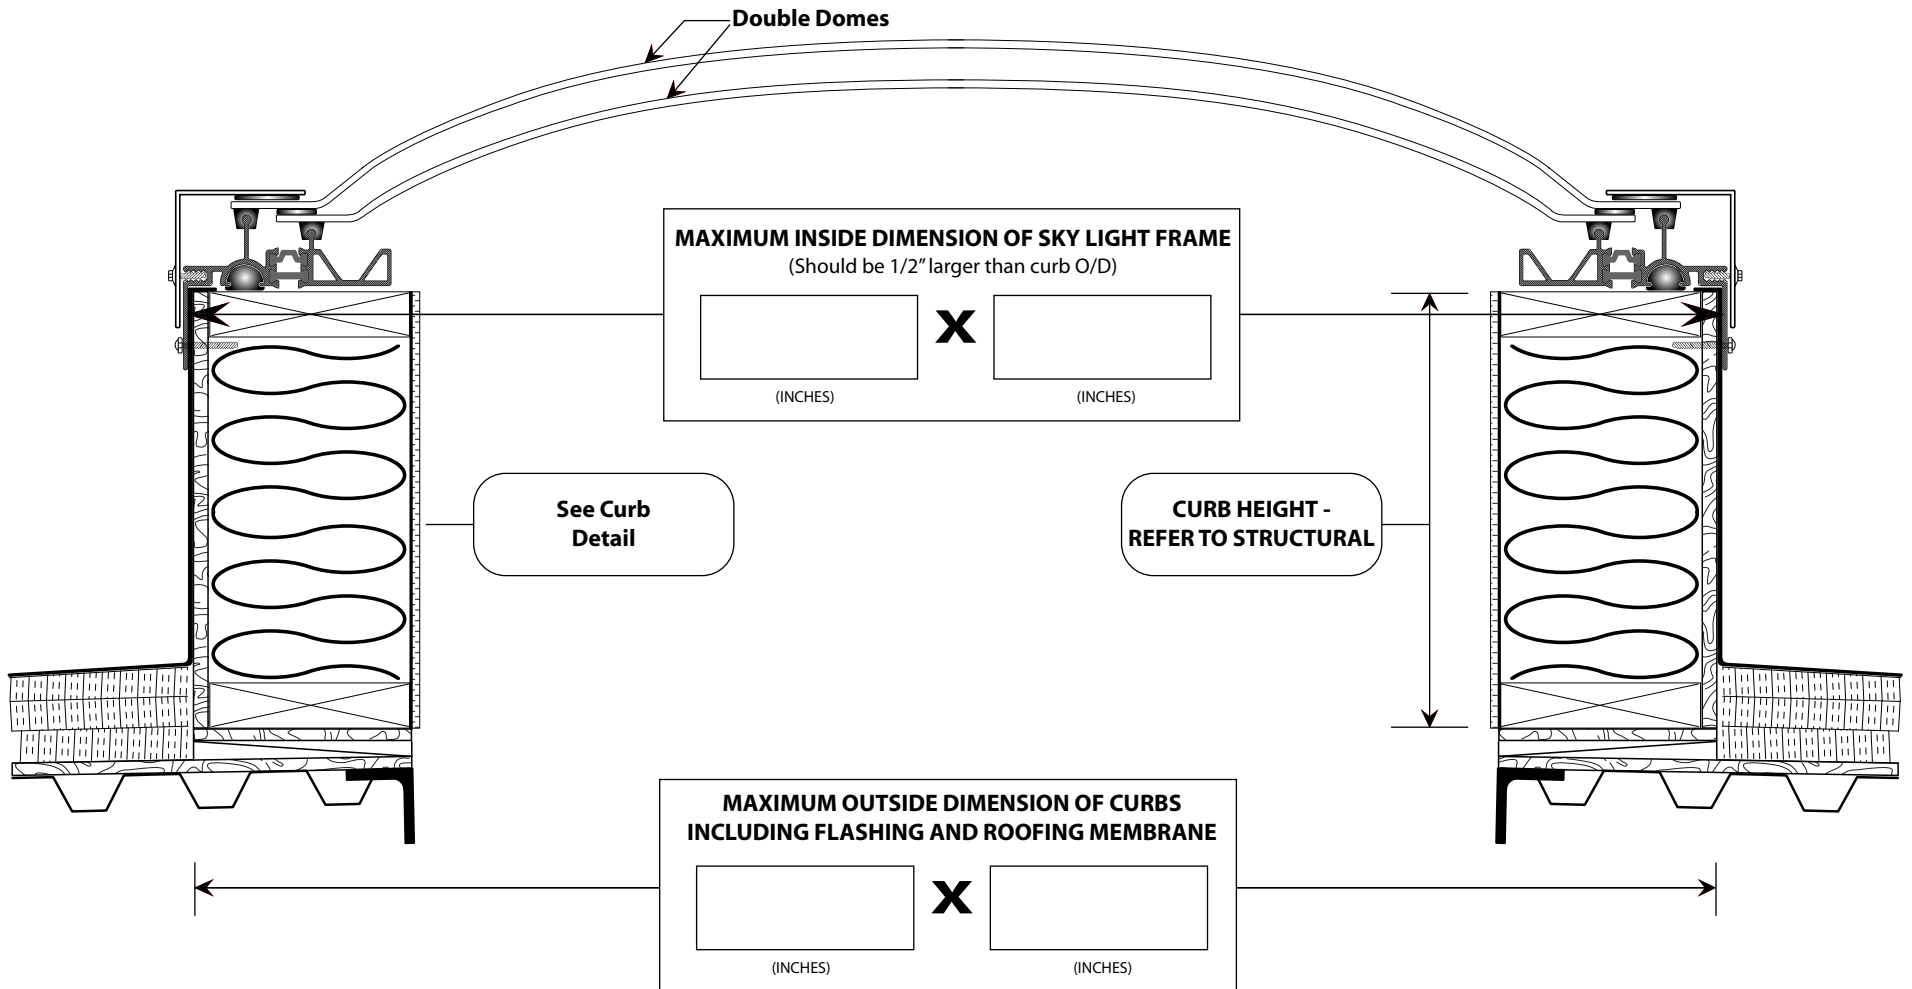 Double Domes
MAXIMUM INSIDE DIMENSION OF SKY LIGHT FRAME
(Should be 1/2” larger than curb O/D)
X
(INCHES) (INCHES)
See Curb
Detail
CURB HEIGHT -
REFER TO STRUCTURAL
MAXIMUM OUTSIDE DIMENSION OF CURBS
INCLUDING FLASHING AND ROOFING MEMBRANE
X
(INCHES) (INCHES)